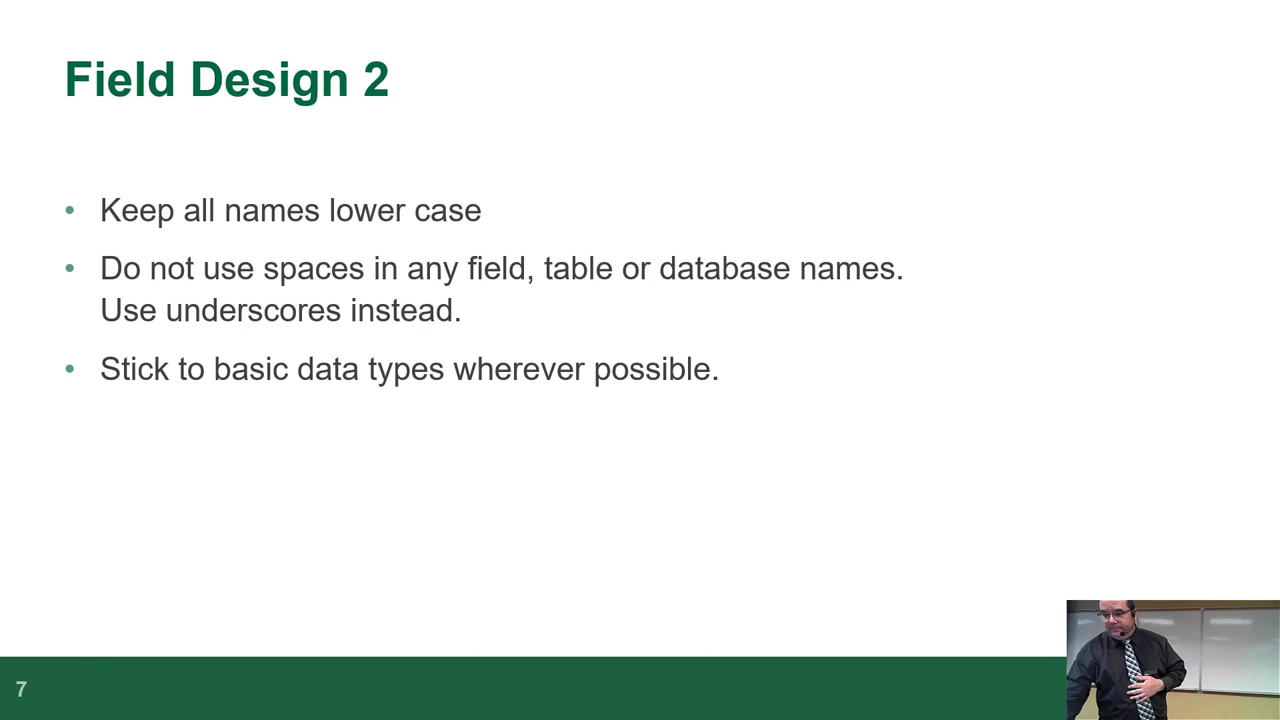 Field Design 2
• Keep all names lower case
• Do not use spaces in any field, table or database names.
Use underscores instead.
• Stick to basic data types wherever possible.
7